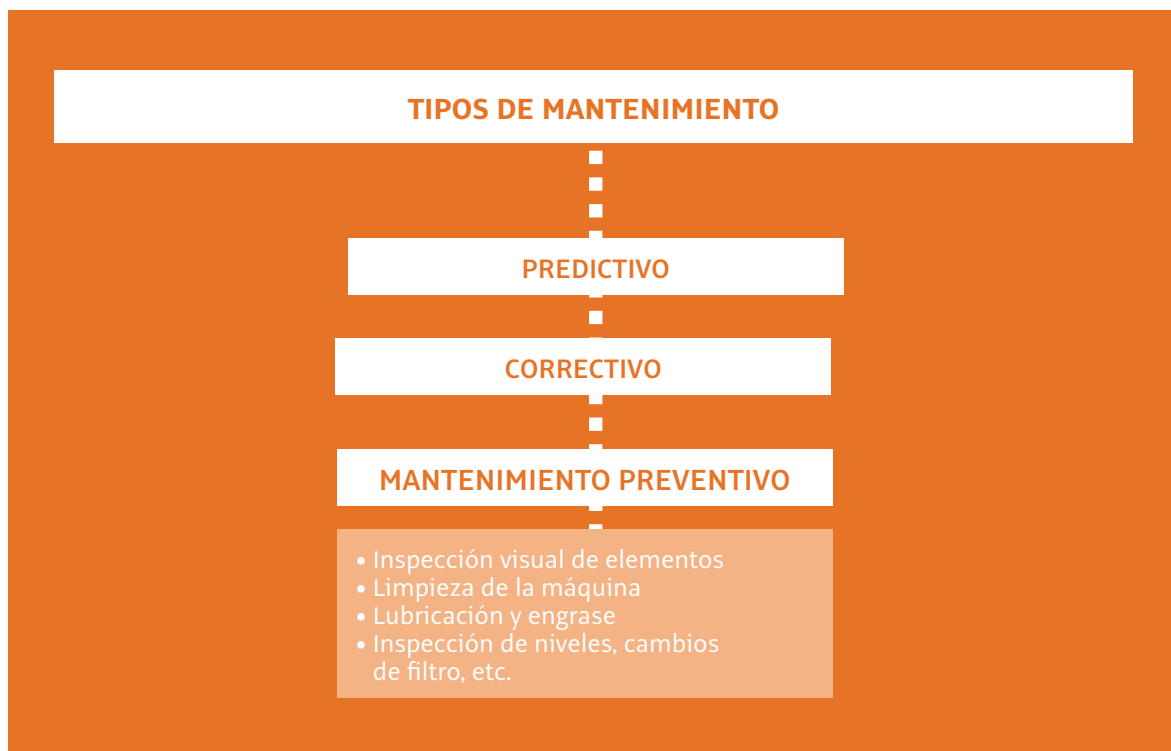 TIPOS DE MANTENIMIENTO
PREDICTIVO
CORRECTIVO
MANTENIMIENTO PREVENTIVO
• Inspección visual de elementos
• Limpieza de la máquina
• Lubricación y engrase
• Inspección de niveles, cambios
de filtro, etc.